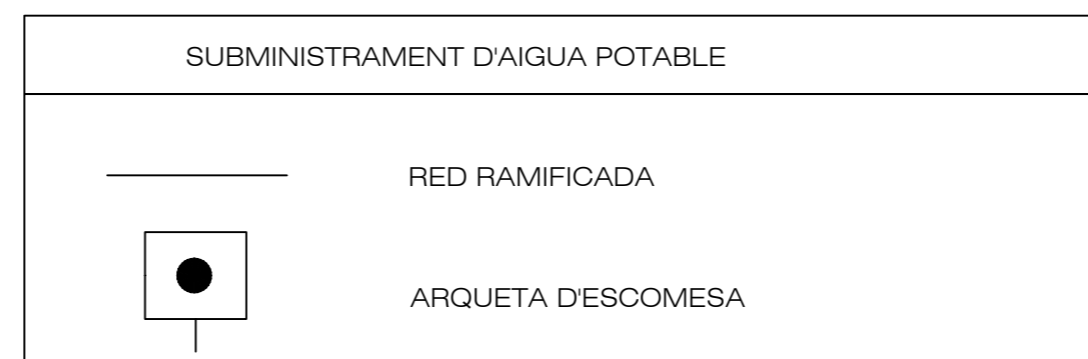 SUBMINISTRAMENT D'AIGUA POTABLE
RED RAMIFICADA
ARQUETA D'ESCOMESA